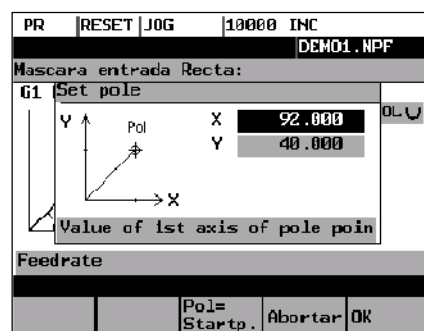 PR RESET JOG 10000 INC
DEMO1.NPF
Mascara entrada Recta:
G1
Set pole
Y Pol X 92.000
Y 40.000
X
Value of 1st axis of pole poin
Feedrate
Pol= Startp. Abortar OK